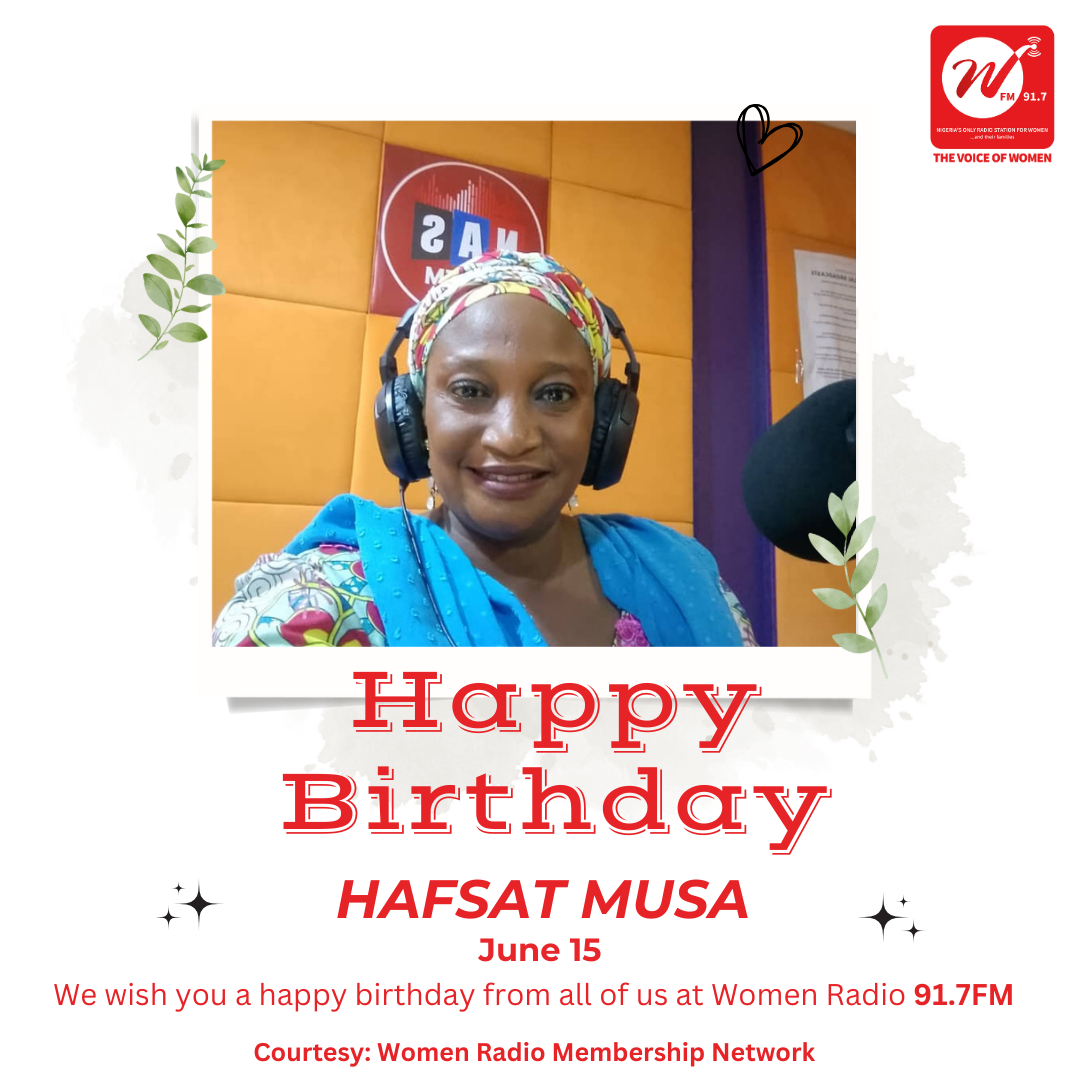 W
FM 91.7
NIGERIA'S ONLY RADIO STATION FOR WOMEN
...and their families
THE VOICE OF WOMEN
NAS
Happy
Birthday
HAFSAT MUSA
June 15
We wish you a happy birthday from all of us at Women Radio 91.7FM
Courtesy: Women Radio Membership Network